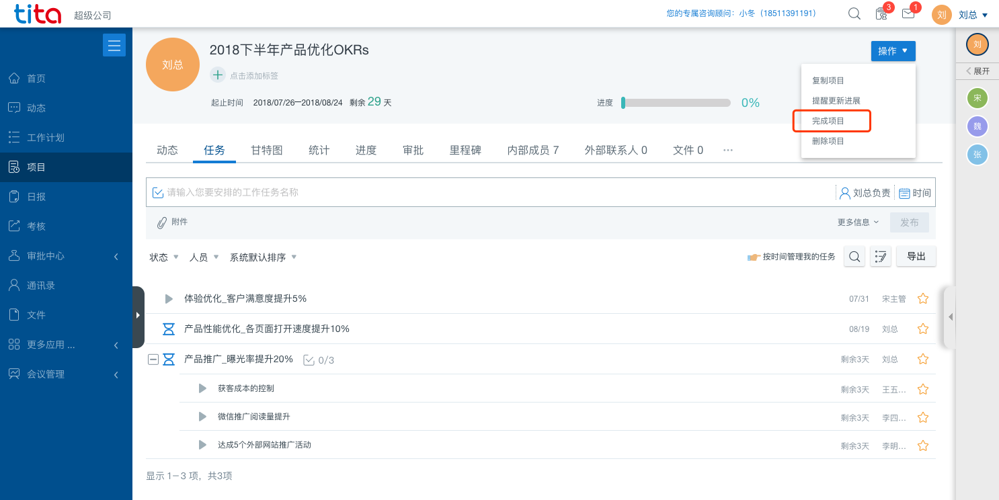 tita 超级公司 您的专属咨询顾问：小冬（18511391191） 3 1 刘 刘总
刘总
2018下半年产品优化OKRs
点击添加标签
起止时间 2018/07/26—2018/08/24 剩余 29 天 进度 0%
操作
复制项目
提醒更新进展
完成项目
删除项目
刘
展开
宋
魏
张
首页
动态
工作计划
项目
日报
考核
审批中心
通讯录
文件
更多应用 ...
会议管理
动态 任务 甘特图 统计 进度 审批 里程碑 内部成员 7 外部联系人 0 文件 0 ···
请输入您要安排的工作任务名称 刘总负责 时间
附件 更多信息 发布
状态 人员 系统默认排序 按时间管理我的任务 导出
体验优化_客户满意度提升5% 07/31 宋主管
产品性能优化_各页面打开速度提升10% 08/19 刘总
产品推广_曝光率提升20% 0/3 剩余3天 刘总
获客成本的控制 剩余3天 王五...
微信推广阅读量提升 剩余3天 李四...
达成5个外部网站推广活动 剩余3天 李明...
显示 1－3 项，共3项